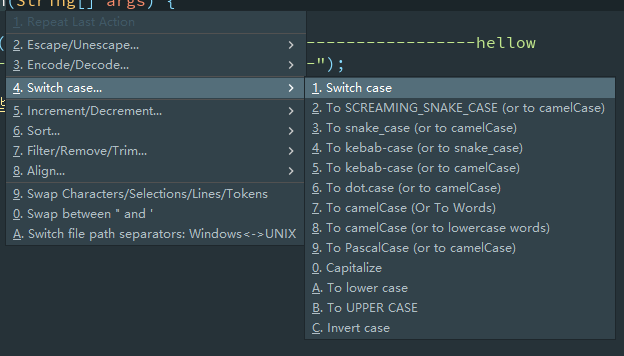 (String[] args) {
1. Repeat Last Action
2. Escape/Unescape...
-----------------hellow
3. Encode/Decode...
-");
4. Switch case...
5. Increment/Decrement...
6. Sort...
7. Filter/Remove/Trim...
8. Align...
9. Swap Characters/Selections/Lines/Tokens
0. Swap between " and '
A. Switch file path separators: Windows<->UNIX
1. Switch case
2. To SCREAMING_SNAKE_CASE (or to camelCase)
3. To snake_case (or to camelCase)
4. To kebab-case (or to snake_case)
5. To kebab-case (or to camelCase)
6. To dot.case (or to camelCase)
7. To camelCase (Or To Words)
8. To camelCase (or to lowercase words)
9. To PascalCase (or to camelCase)
0. Capitalize
A. To lower case
B. To UPPER CASE
C. Invert case